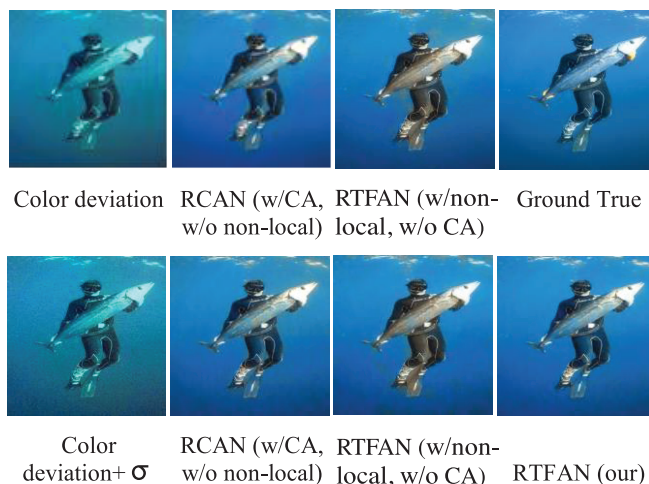 Color deviation
RCAN (w/CA,
w/o non-local)
RTFAN (w/non-
local, w/o CA)
Ground True
Color
deviation+ σ
RCAN (w/CA,
w/o non-local)
RTFAN (w/non-
local, w/o CA)
RTFAN (our)